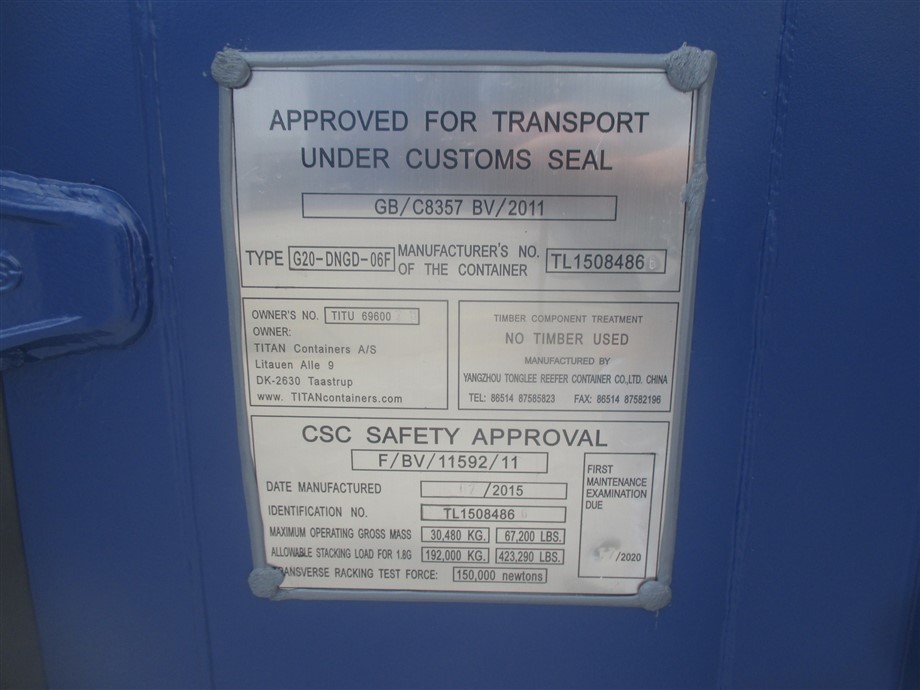 APPROVED FOR TRANSPORT
UNDER CUSTOMS SEAL
GB/C8357 BV/2011
TYPE G20-DNGD-06F MANUFACTURER'S NO. OF THE CONTAINER TL1508486
OWNER'S NO. TITU 69600
OWNER:
TITAN Containers A/S
Litauen Alle 9
DK-2630 Taastrup
www. TITANcontainers.com
TIMBER COMPONENT TREATMENT
NO TIMBER USED
MANUFACTURED BY
YANGZHOU TONGLEE REEFER CONTAINER CO.,LTD. CHINA
TEL: 86514 87585823 FAX: 86514 87582196
CSC SAFETY APPROVAL
F/BV/11592/11
DATE MANUFACTURED /2015
IDENTIFICATION NO. TL1508486
MAXIMUM OPERATING GROSS MASS 30,480 KG. 67,200 LBS.
ALLOWABLE STACKING LOAD FOR 1.8G 192,000 KG. 423,290 LBS.
TRANSVERSE RACKING TEST FORCE: 150,000 newtons
FIRST
MAINTENANCE
EXAMINATION
DUE
/2020